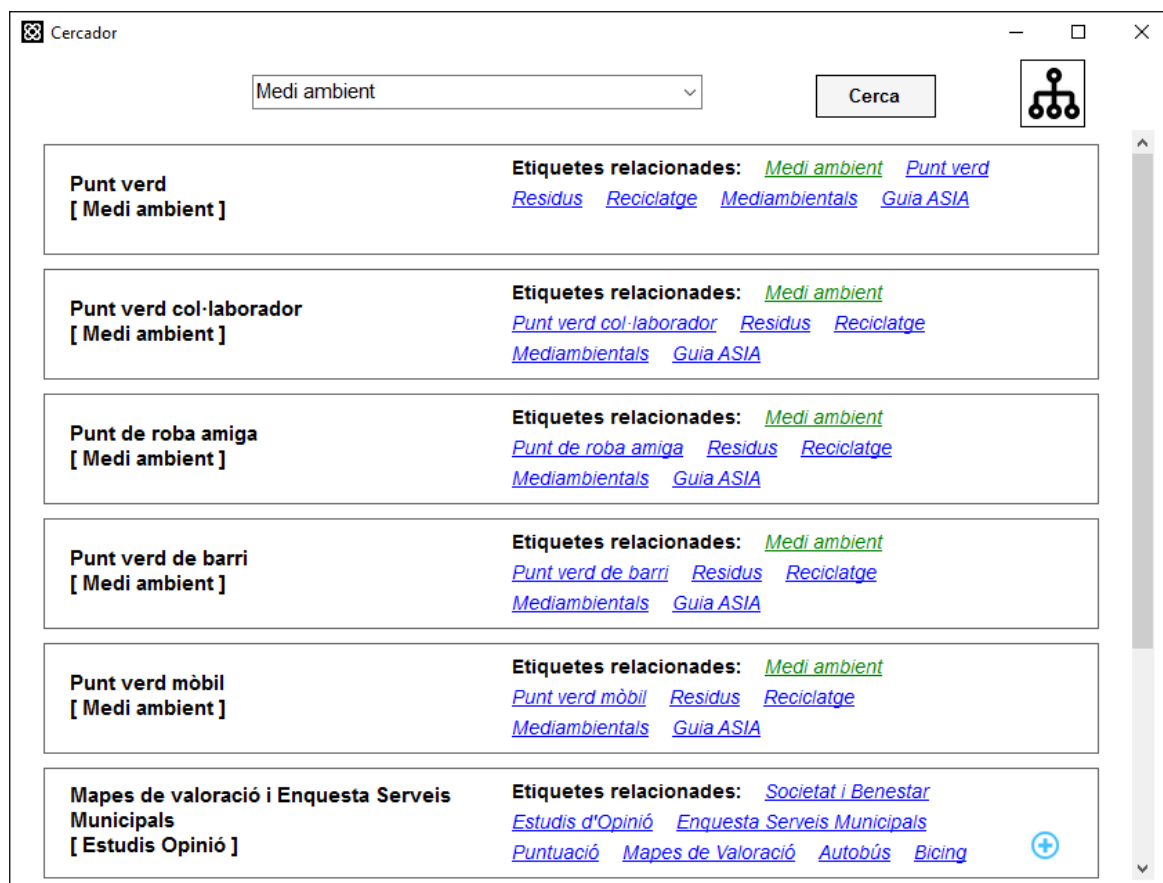 Cercador
Medi ambient
Cerca
Punt verd
[ Medi ambient ]
Etiquetes relacionades: Medi ambient Punt verd
Residus Reciclatge Mediambientals Guia ASIA
Punt verd col·laborador
[ Medi ambient ]
Etiquetes relacionades: Medi ambient
Punt verd col·laborador Residus Reciclatge
Mediambientals Guia ASIA
Punt de roba amiga
[ Medi ambient ]
Etiquetes relacionades: Medi ambient
Punt de roba amiga Residus Reciclatge
Mediambientals Guia ASIA
Punt verd de barri
[ Medi ambient ]
Etiquetes relacionades: Medi ambient
Punt verd de barri Residus Reciclatge
Mediambientals Guia ASIA
Punt verd mòbil
[ Medi ambient ]
Etiquetes relacionades: Medi ambient
Punt verd mòbil Residus Reciclatge
Mediambientals Guia ASIA
Mapes de valoració i Enquesta Serveis
Municipals
[ Estudis Opinió ]
Etiquetes relacionades: Societat i Benestar
Estudis d'Opinió Enquesta Serveis Municipals
Puntuació Mapes de Valoració Autobús Bicing